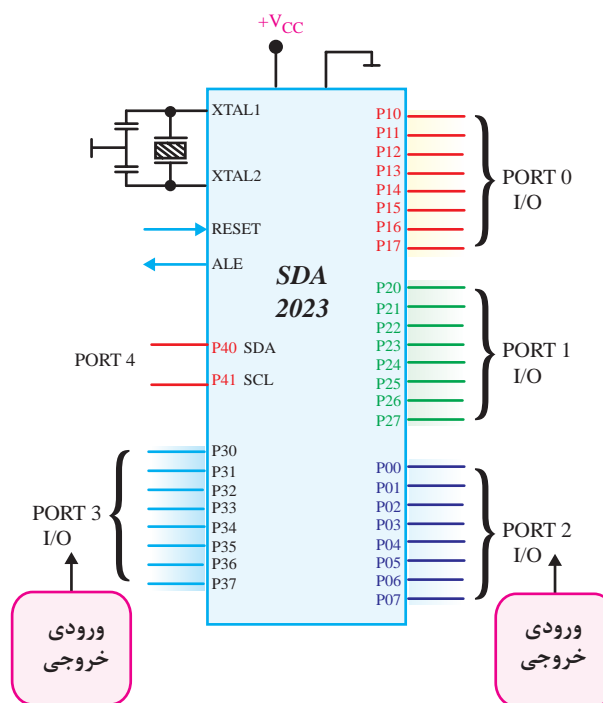 +VCC
XTAL1
XTAL2
RESET
ALE
SDA
2023
PORT 4
P40 SDA
P41 SCL
P30
P31
P32
P33
P34
P35
P36
P37
PORT 3
I/O
ورودی
خروجی
P10
P11
P12
P13
P14
P15
P16
P17
PORT 0
I/O
P20
P21
P22
P23
P24
P25
P26
P27
PORT 1
I/O
P00
P01
P02
P03
P04
P05
P06
P07
PORT 2
I/O
ورودی
خروجی